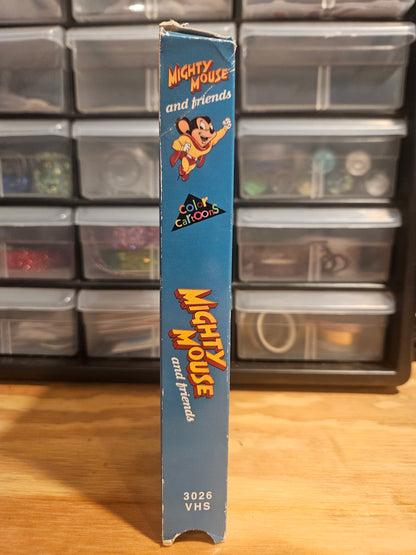 MIGHTY
MOUSE
and friends
color
cartoons
MIGHTY
MOUSE
and friends
3026
VHS